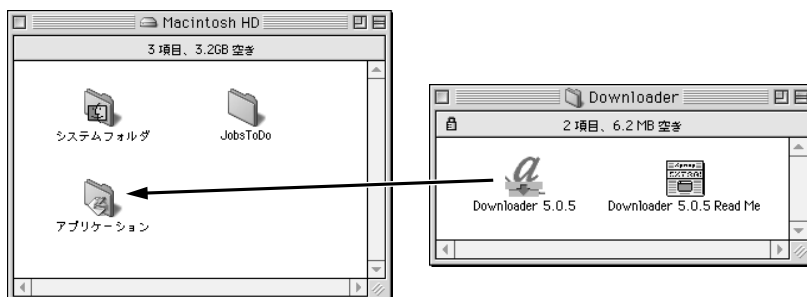 Macintosh HD
3 項目、3.2GB 空き
システムフォルダ
JobsToDo
アプリケーション
Downloader
2 項目、6.2 MB 空き
Downloader 5.0.5
Downloader 5.0.5 Read Me